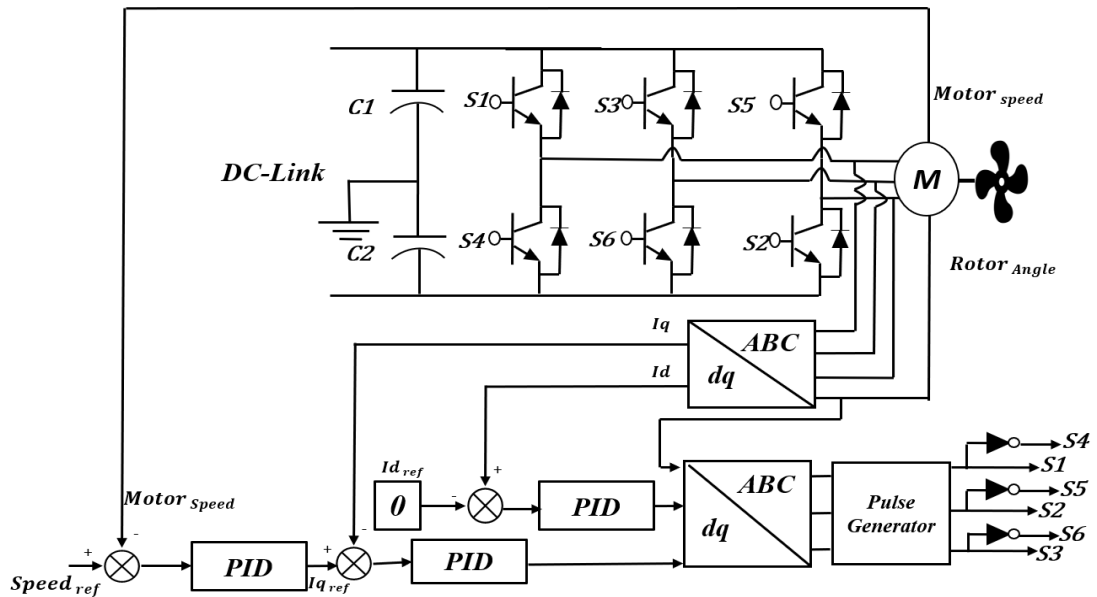 C1
S1
S3
S5
Motor speed
DC-Link
M
C2
S4
S6
S2
Rotor Angle
Iq
ABC
Id
dq
Id ref
+
-
0
PID
ABC
dq
Pulse
Generator
S4
S1
S5
S2
S6
S3
Motor Speed
-
+
Speed ref
PID
+
-
Iq ref
PID